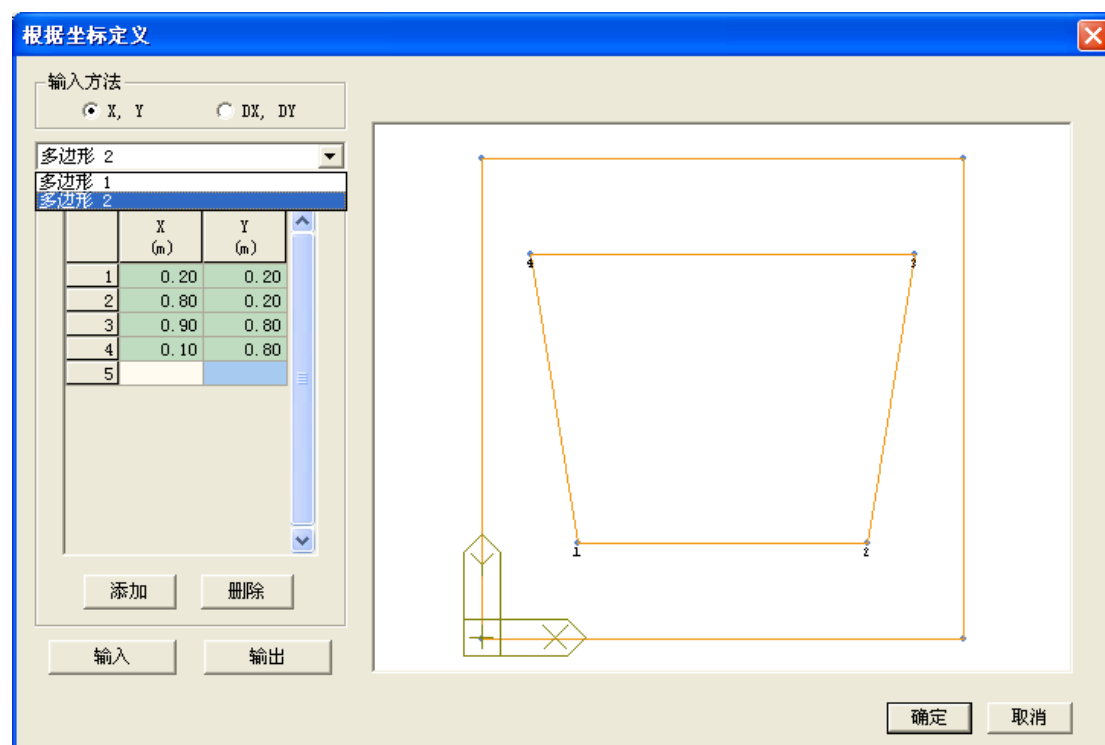 根据坐标定义
输入方法
X, Y DX, DY
多边形 2
多边形 1
多边形 2
X Y
(m) (m)
1 0.20 0.20
2 0.80 0.20
3 0.90 0.80
4 0.10 0.80
5
添加 删除
输入 输出
4 3
1 2
确定 取消